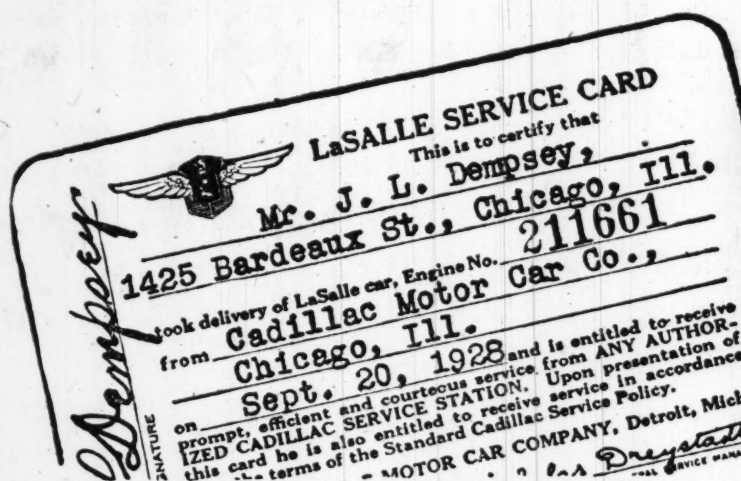 LaSALLE SERVICE CARD
This is to certify that
Mr. J. L. Dempsey,
1425 Bardeaux St., Chicago, Ill.
took delivery of LaSalle car, Engine No. 211661
from Cadillac Motor Car Co.,
Chicago, Ill.
on Sept. 20, 1928 and is entitled to receive
prompt, efficient and courteous service from ANY AUTHOR-
IZED CADILLAC SERVICE STATION. Upon presentation of
this card he is also entitled to receive service in accordance
the terms of the Standard Cadillac Service Policy.
MOTOR CAR COMPANY, Detroit, Mich
Dreystadt
SERVICE MANA
Dempsey
GNATURE